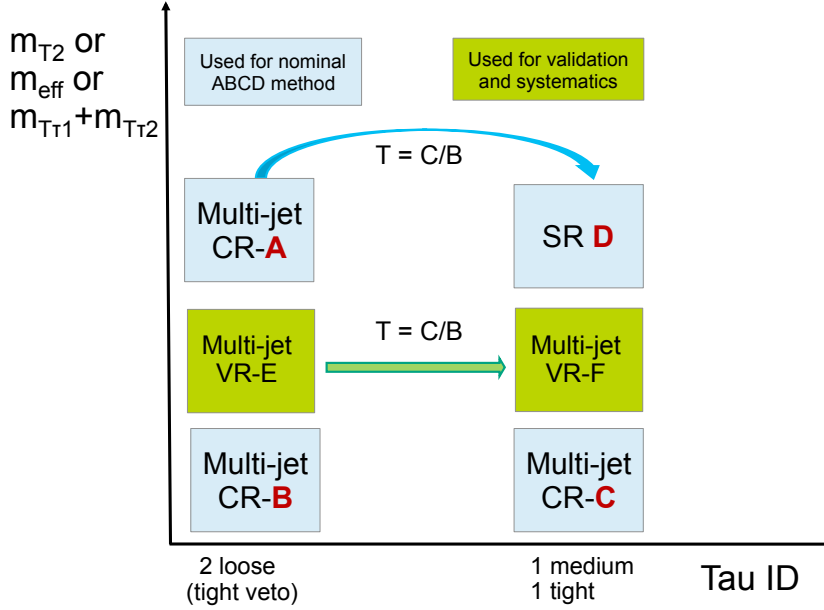 m_T2 or
m_eff or
m_Tτ1+m_Tτ2
Used for nominal
ABCD method
Used for validation
and systematics
T = C/B
Multi-jet
CR-A
SR D
T = C/B
Multi-jet
VR-E
Multi-jet
VR-F
Multi-jet
CR-B
Multi-jet
CR-C
2 loose
(tight veto)
1 medium
1 tight
Tau ID